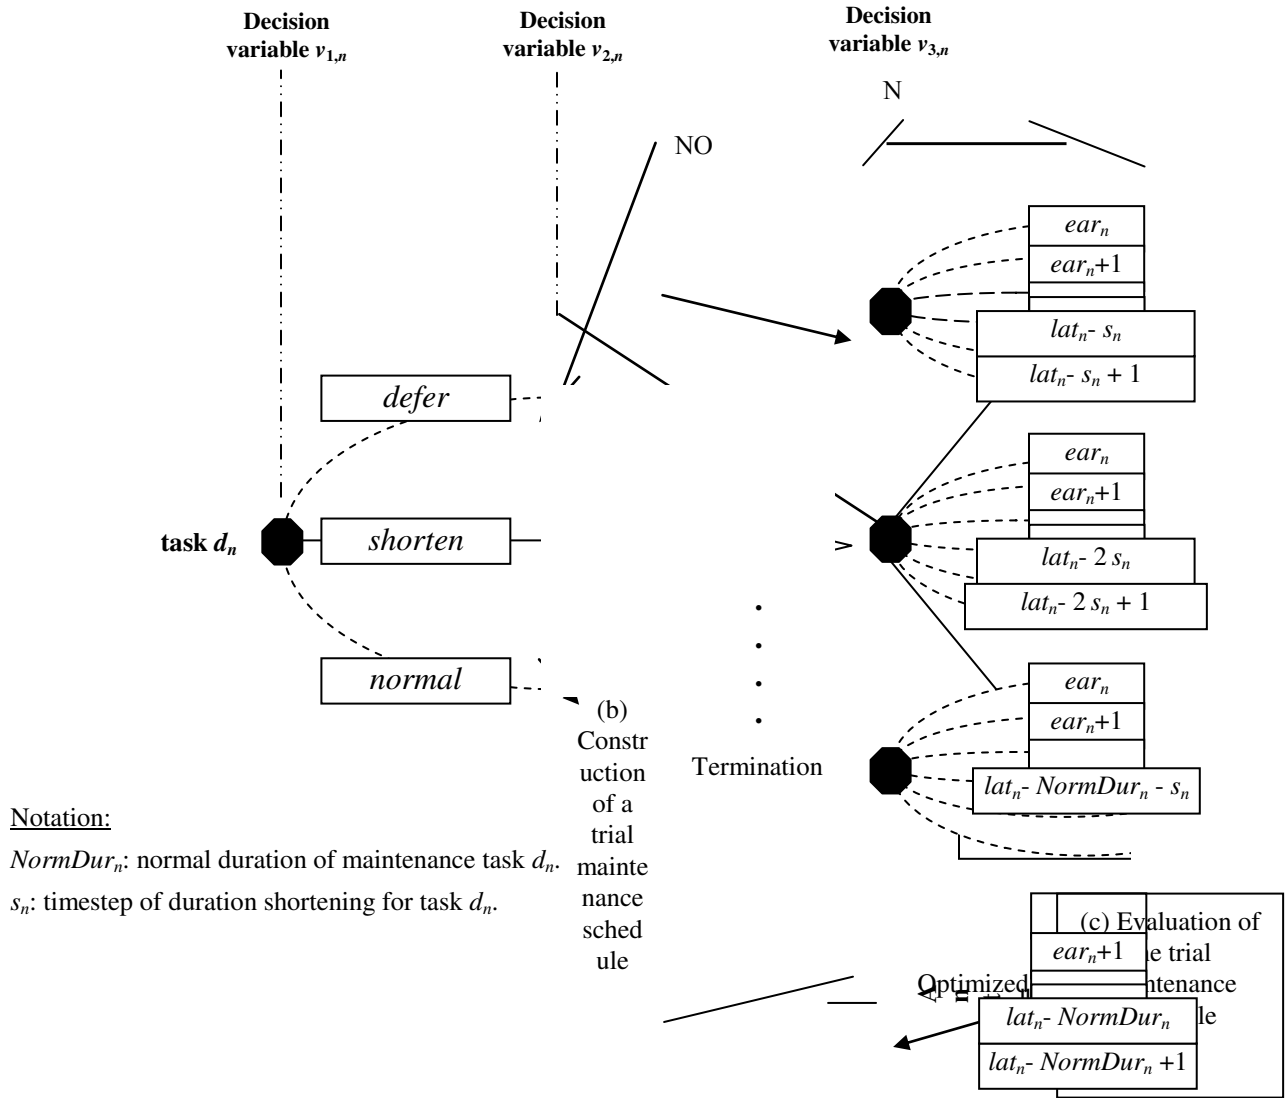 Decision
variable v1,n
Decision
variable v2,n
Decision
variable v3,n
N
NO
earn
earn+1
latn- sn
latn- sn + 1
defer
earn
earn+1
task dn
shorten
latn- 2 sn
latn- 2 sn + 1
normal
earn
earn+1
latn- NormDurn - sn
(b)
Constr
uction
of a
trial
mainte
nance
sched
ule
Termination
Notation:
NormDurn: normal duration of maintenance task dn.
sn: timestep of duration shortening for task dn.
(c) Evaluation of
trial
earn+1
Optimized
latn- NormDurn
latn- NormDurn +1